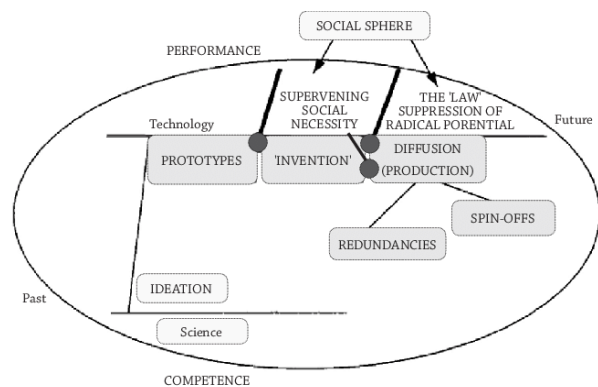 SOCIAL SPHERE
PERFORMANCE
SUPERVENING
SOCIAL
NECESSITY
THE 'LAW'
SUPPRESSION OF
RADICAL PORENTIAL
Technology
Future
PROTOTYPES
'INVENTION'
DIFFUSION
(PRODUCTION)
SPIN-OFFS
REDUNDANCIES
IDEATION
Past
Science
COMPETENCE